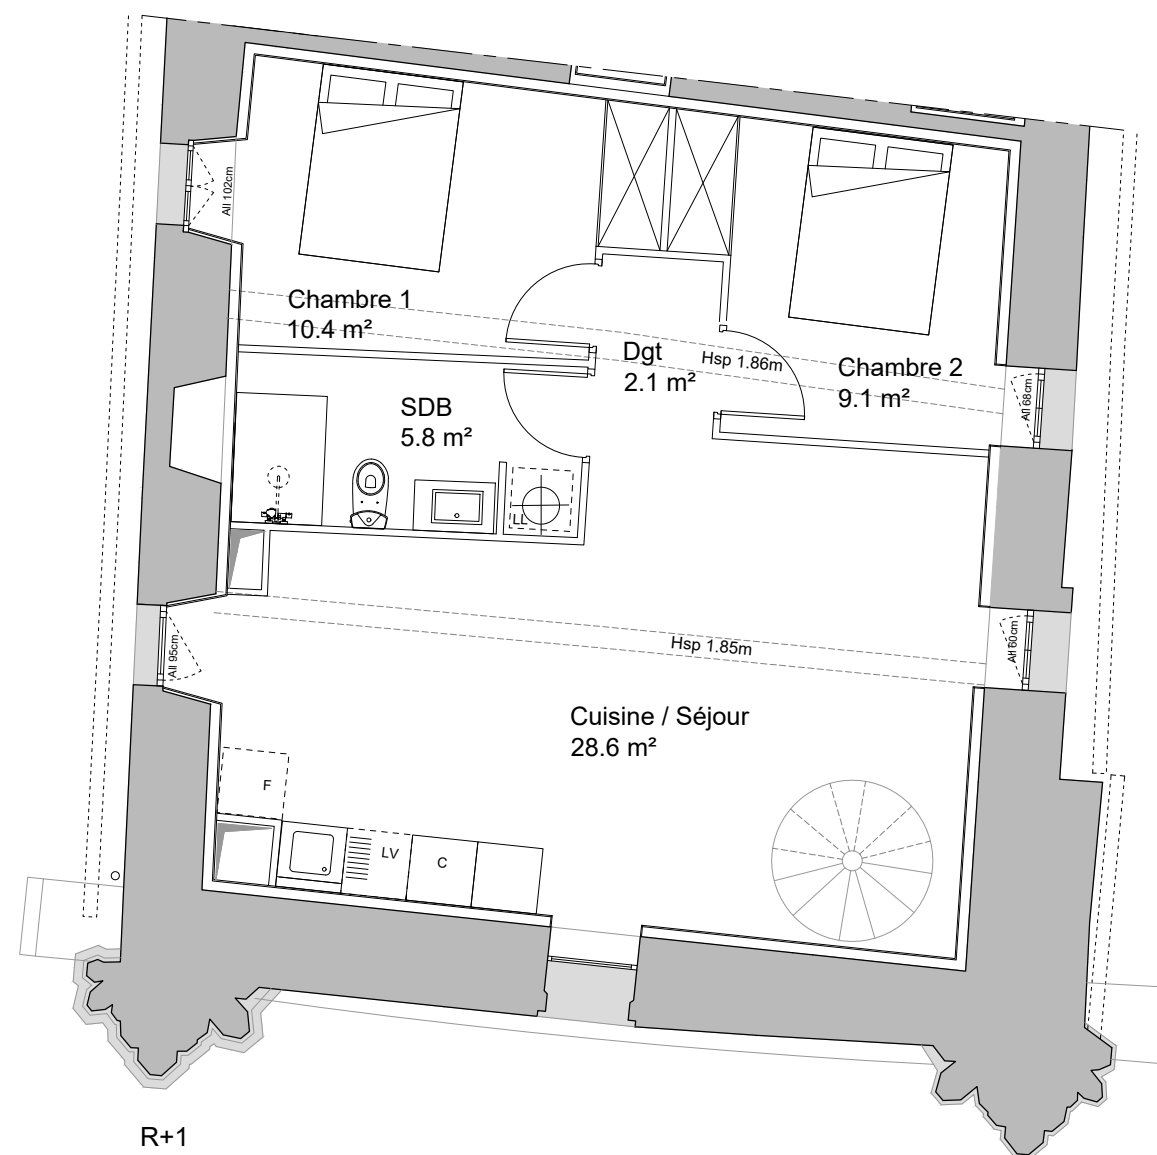 All 102cm
Chambre 1
10.4 m²
Dgt
2.1 m²
Hsp 1.86m
Chambre 2
9.1 m²
All 68cm
SDB
5.8 m²
LL
All 95cm
Hsp 1.85m
All 60cm
Cuisine / Séjour
28.6 m²
F
LV
C
R+1